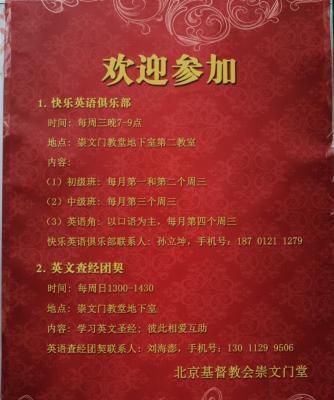 欢迎参加
1. 快乐英语俱乐部
时间: 每周三晚7-9点
地点: 崇文门教堂地下室第二教室
内容:
(1) 初级班: 每月第一和第二个周三
(2) 中级班: 每月第三个周三
(3) 英语角: 以口语为主，每月第四个周三
快乐英语俱乐部联系人: 孙立坤，手机号: 187 0121 1279
2. 英文查经团契
时间: 每周日1300-1430
地点: 崇文门教堂地下室
内容: 学习英文圣经; 彼此相爱互助
英语查经团契联系人: 刘海澎，手机号: 130 1129 9506
北京基督教会崇文门堂